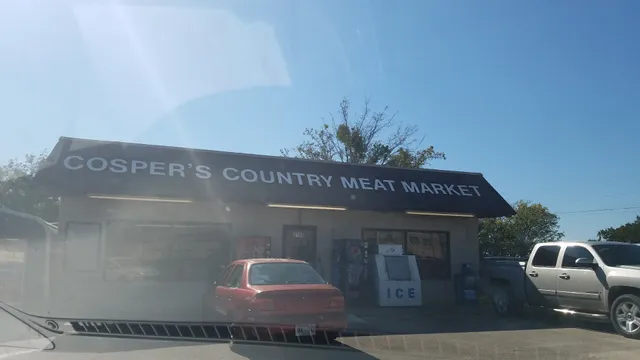 COSPER'S COUNTRY MEAT MARKET
ICE